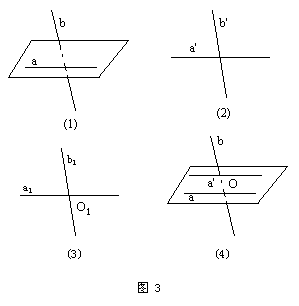 b
a
(1)
b'
a'
(2)
b₁
a₁
O₁
(3)
b
a' O
a
(4)
图 3